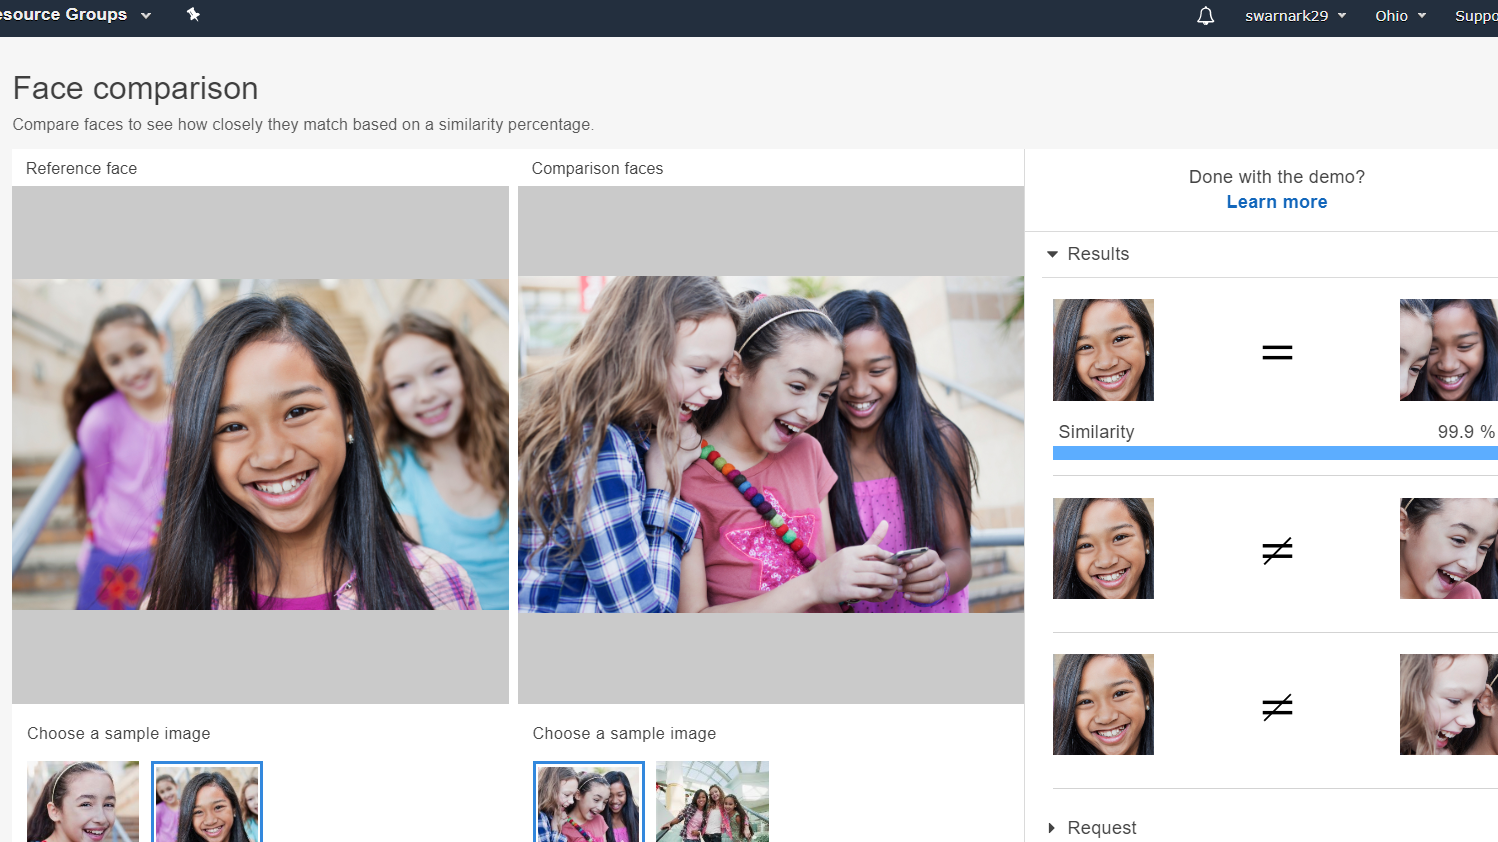 esource Groups
swarnark29
Ohio
Suppo
Face comparison
Compare faces to see how closely they match based on a similarity percentage.
Reference face
Comparison faces
Done with the demo?
Learn more
Results
Similarity
99.9 %
Choose a sample image
Choose a sample image
Request